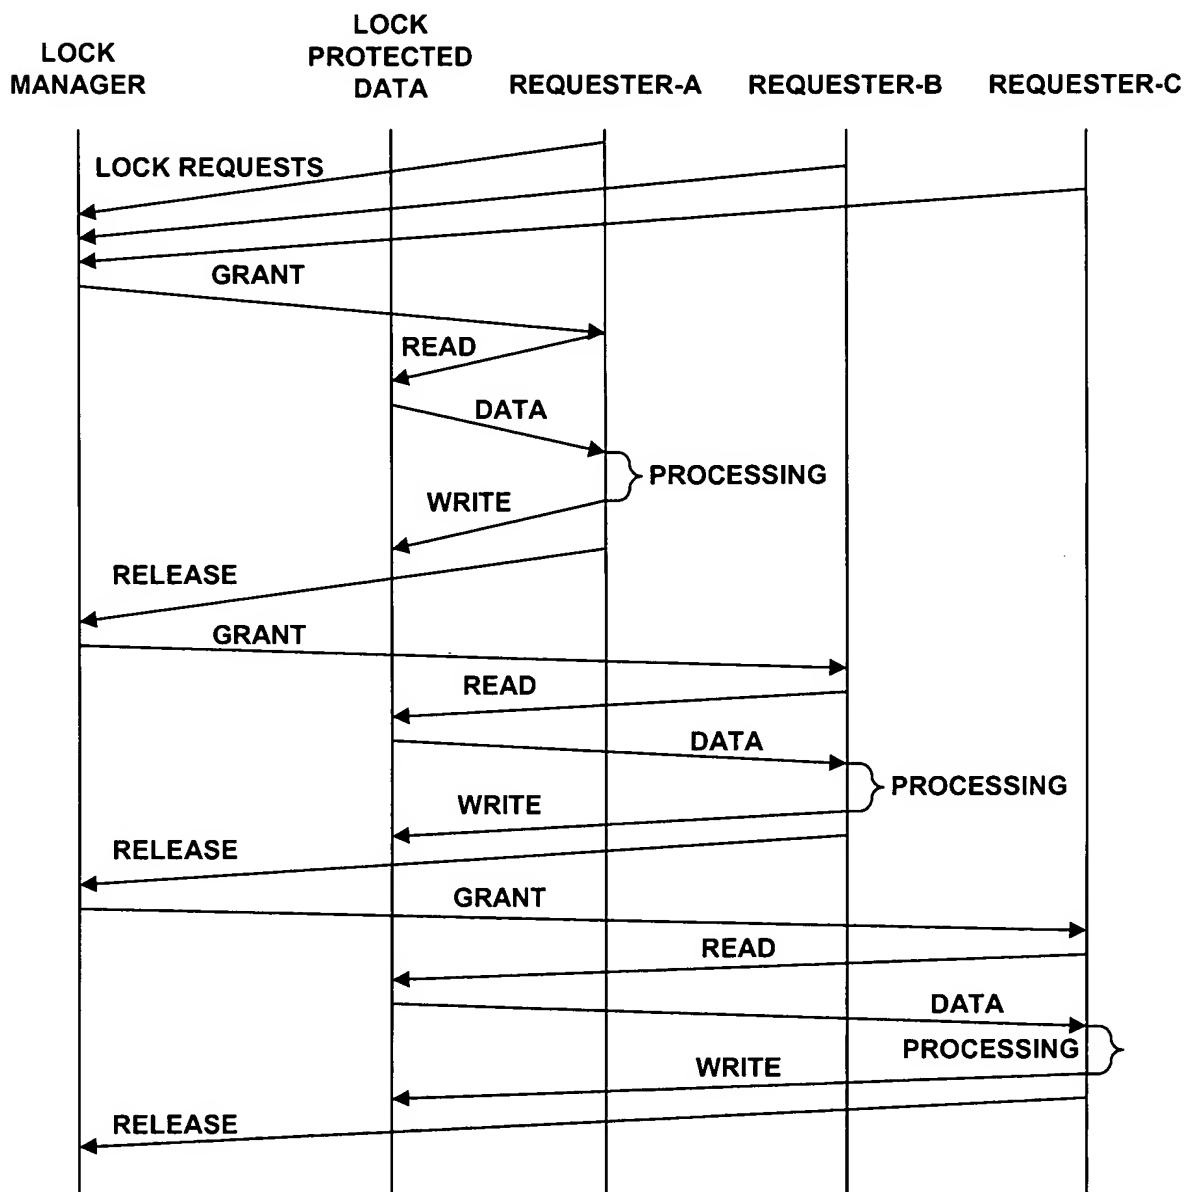 LOCK
MANAGER
LOCK
PROTECTED
DATA
REQUESTER-A
REQUESTER-B
REQUESTER-C
LOCK REQUESTS
GRANT
READ
DATA
PROCESSING
WRITE
RELEASE
GRANT
READ
DATA
PROCESSING
WRITE
RELEASE
GRANT
READ
DATA
PROCESSING
WRITE
RELEASE